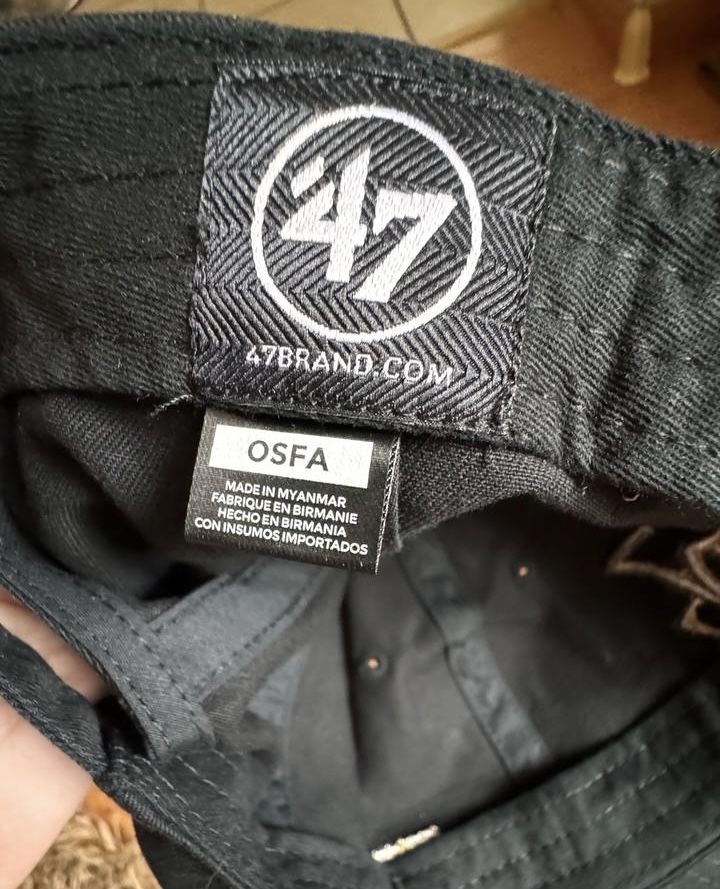 '47
47BRAND.COM
OSFA
MADE IN MYANMAR
FABRIQUE EN BIRMANIE
HECHO EN BIRMANIA
CON INSUMOS IMPORTADOS